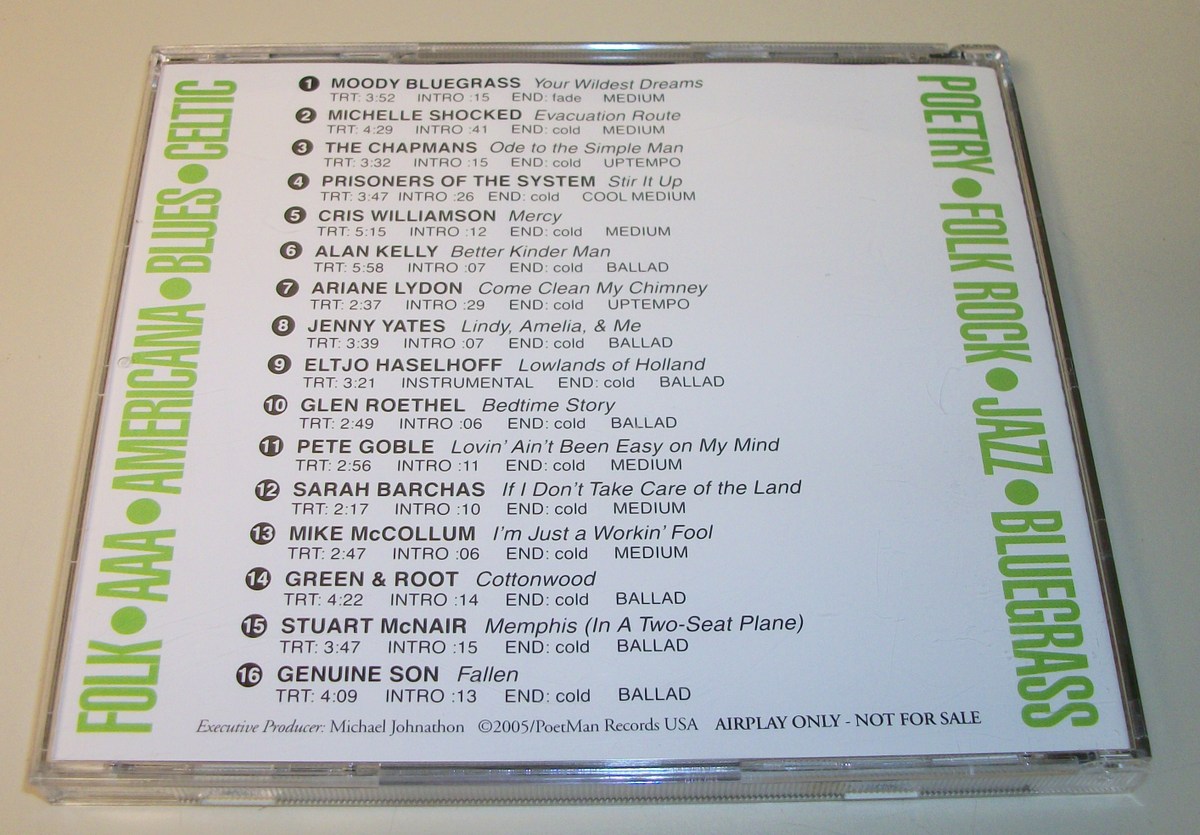 FOLK • AAA • AMERICANA • BLUES • CELTIC
1 MOODY BLUEGRASS Your Wildest Dreams
TRT: 3:52 INTRO :15 END: fade MEDIUM
2 MICHELLE SHOCKED Evacuation Route
TRT: 4:29 INTRO :41 END: cold MEDIUM
3 THE CHAPMANS Ode to the Simple Man
TRT: 3:32 INTRO :15 END: cold UPTEMPO
4 PRISONERS OF THE SYSTEM Stir It Up
TRT: 3:47 INTRO :26 END: cold COOL MEDIUM
5 CRIS WILLIAMSON Mercy
TRT: 5:15 INTRO :12 END: cold MEDIUM
6 ALAN KELLY Better Kinder Man
TRT: 5:58 INTRO :07 END: cold BALLAD
7 ARIANE LYDON Come Clean My Chimney
TRT: 2:37 INTRO :29 END: cold UPTEMPO
8 JENNY YATES Lindy, Amelia, & Me
TRT: 3:39 INTRO :07 END: cold BALLAD
9 ELTJO HASELHOFF Lowlands of Holland
TRT: 3:21 INSTRUMENTAL END: cold BALLAD
10 GLEN ROETHEL Bedtime Story
TRT: 2:49 INTRO :06 END: cold BALLAD
11 PETE GOBLE Lovin' Ain't Been Easy on My Mind
TRT: 2:56 INTRO :11 END: cold MEDIUM
12 SARAH BARCHAS If I Don't Take Care of the Land
TRT: 2:17 INTRO :10 END: cold MEDIUM
13 MIKE McCOLLUM I'm Just a Workin' Fool
TRT: 2:47 INTRO :06 END: cold MEDIUM
14 GREEN & ROOT Cottonwood
TRT: 4:22 INTRO :14 END: cold BALLAD
15 STUART McNAIR Memphis (In A Two-Seat Plane)
TRT: 3:47 INTRO :15 END: cold BALLAD
16 GENUINE SON Fallen
TRT: 4:09 INTRO :13 END: cold BALLAD
Executive Producer: Michael Johnathon ©2005/PoetMan Records USA AIRPLAY ONLY - NOT FOR SALE
POETRY • FOLK ROCK • JAZZ • BLUEGRASS